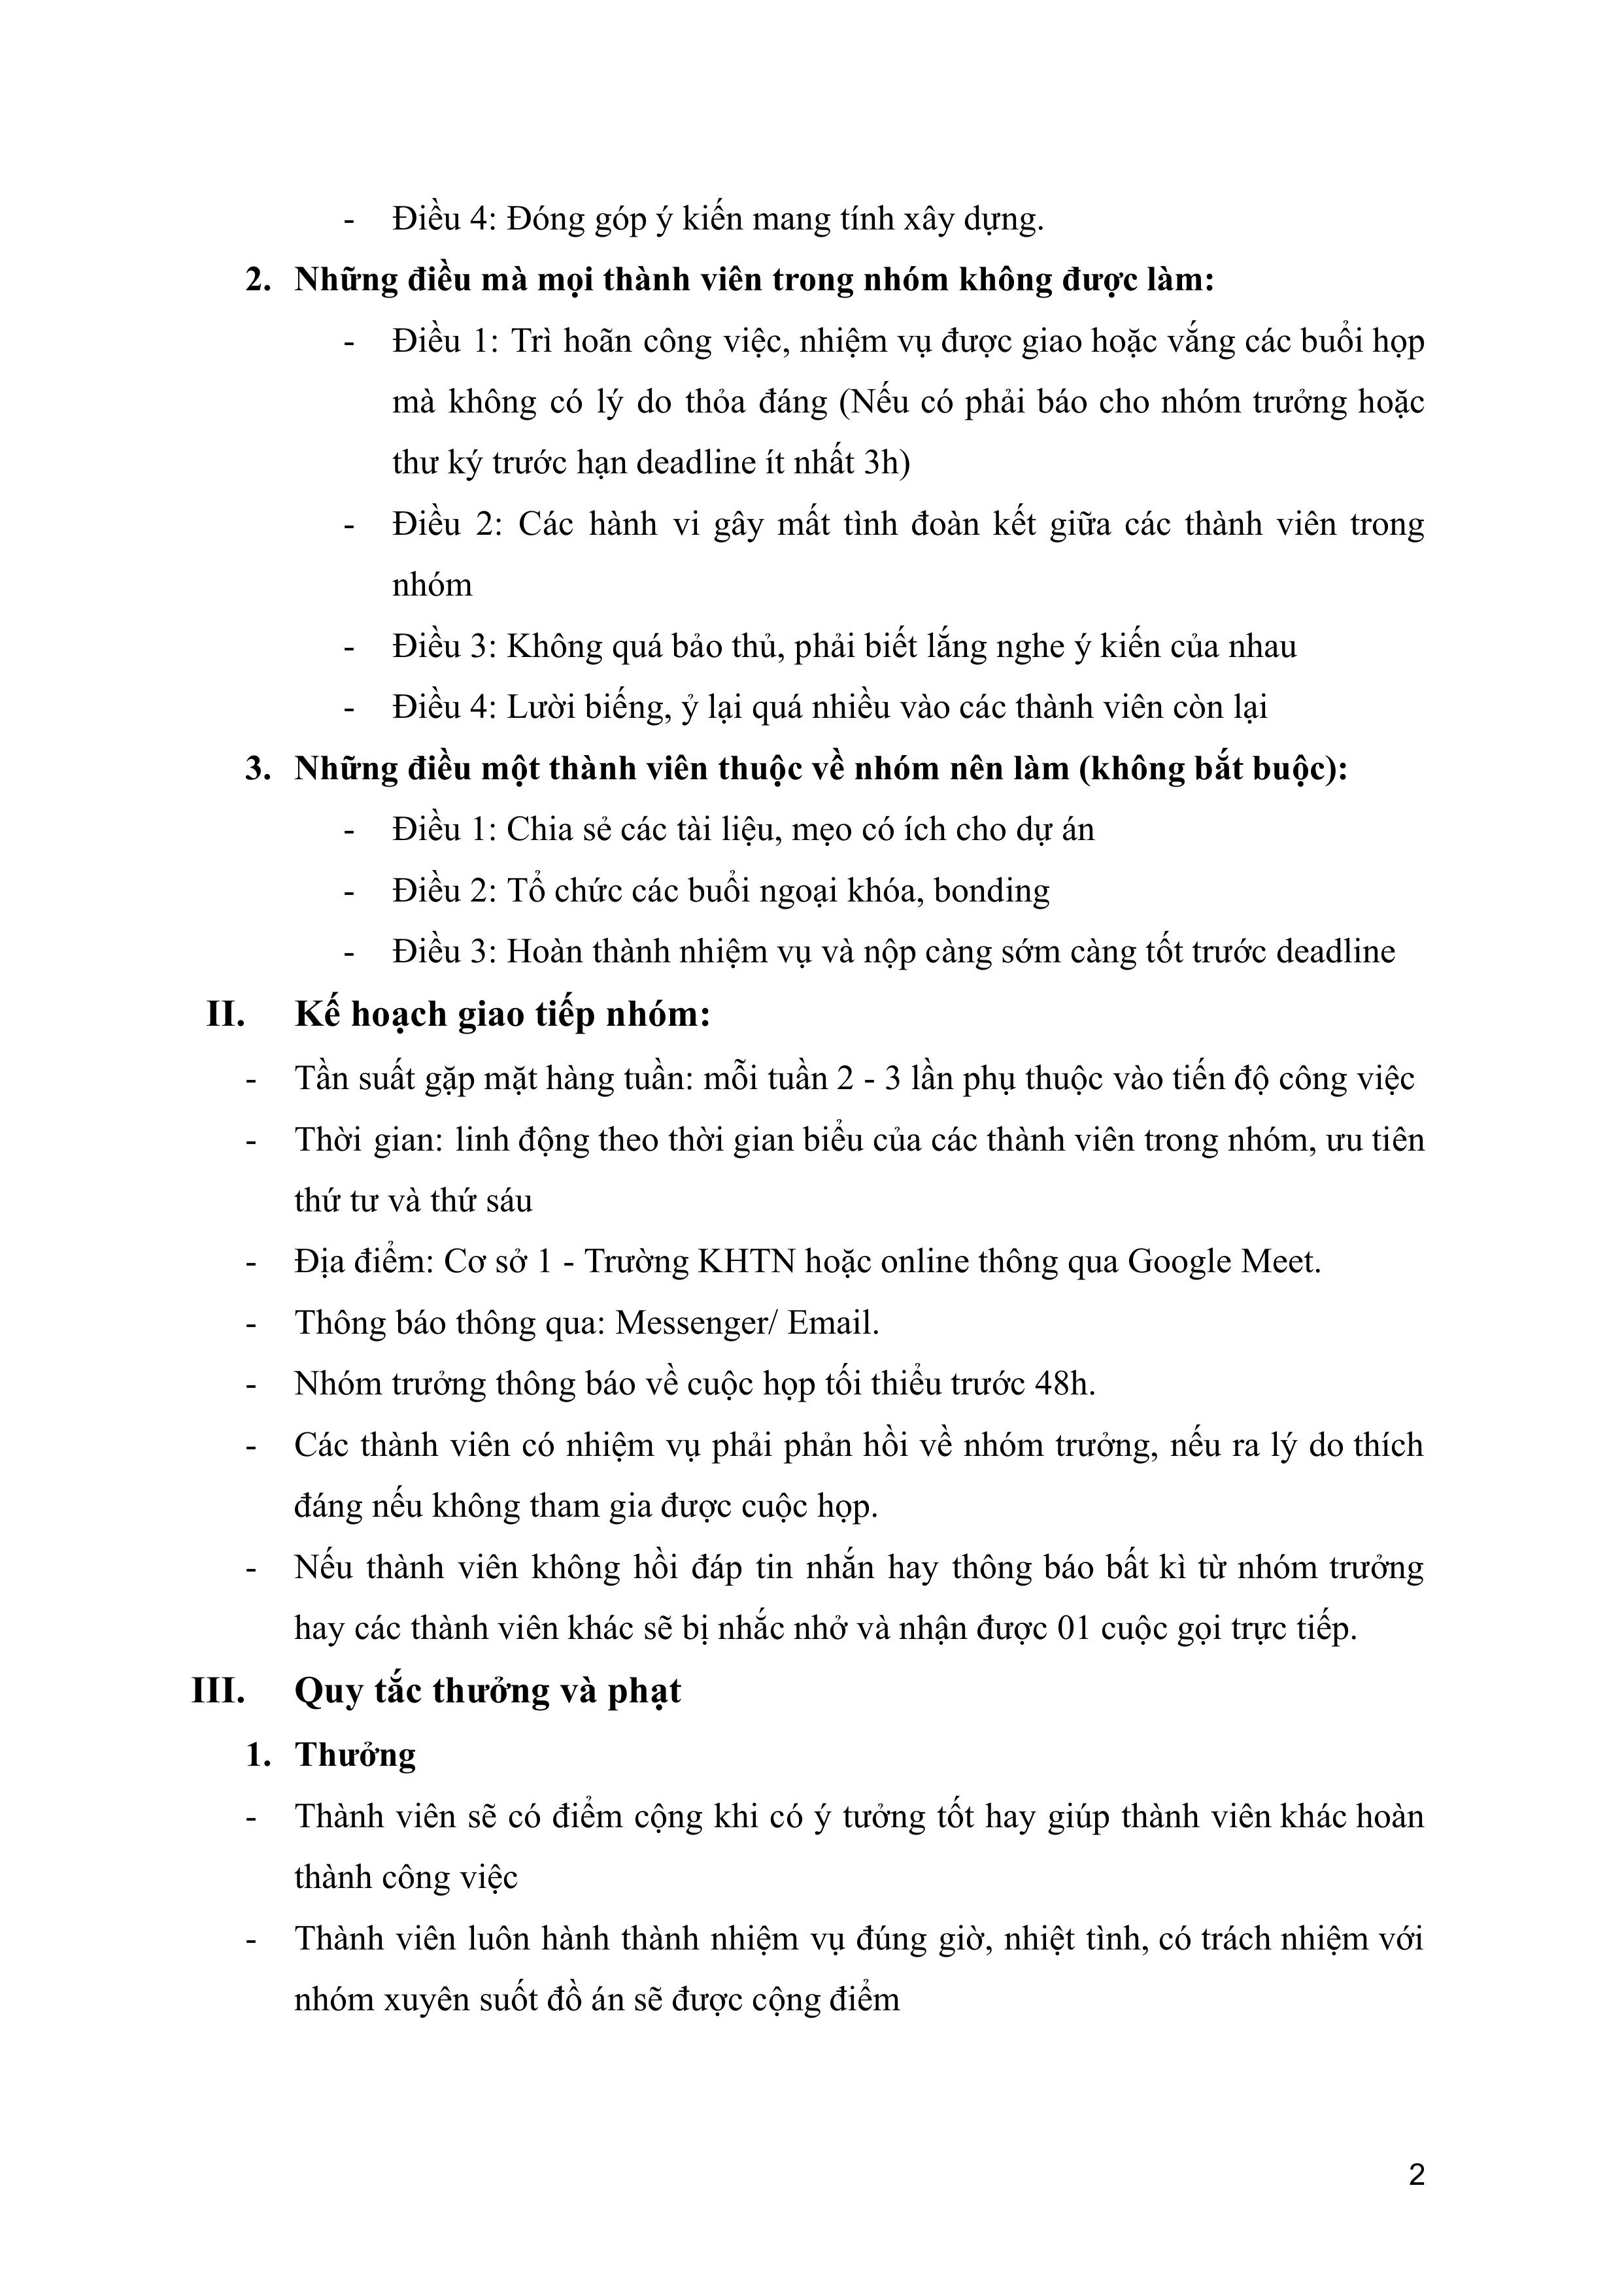 - Điều 4: Đóng góp ý kiến mang tính xây dựng.
2. Những điều mà mọi thành viên trong nhóm không được làm:
- Điều 1: Trì hoãn công việc, nhiệm vụ được giao hoặc vắng các buổi họp
mà không có lý do thỏa đáng (Nếu có phải báo cho nhóm trưởng hoặc
thư ký trước hạn deadline ít nhất 3h)
- Điều 2: Các hành vi gây mất tình đoàn kết giữa các thành viên trong
nhóm
- Điều 3: Không quá bảo thủ, phải biết lắng nghe ý kiến của nhau
- Điều 4: Lười biếng, ỷ lại quá nhiều vào các thành viên còn lại
3. Những điều một thành viên thuộc về nhóm nên làm (không bắt buộc):
- Điều 1: Chia sẻ các tài liệu, mẹo có ích cho dự án
- Điều 2: Tổ chức các buổi ngoại khóa, bonding
- Điều 3: Hoàn thành nhiệm vụ và nộp càng sớm càng tốt trước deadline
II. Kế hoạch giao tiếp nhóm:
- Tần suất gặp mặt hàng tuần: mỗi tuần 2 - 3 lần phụ thuộc vào tiến độ công việc
- Thời gian: linh động theo thời gian biểu của các thành viên trong nhóm, ưu tiên
thứ tư và thứ sáu
- Địa điểm: Cơ sở 1 - Trường KHTN hoặc online thông qua Google Meet.
- Thông báo thông qua: Messenger/ Email.
- Nhóm trưởng thông báo về cuộc họp tối thiểu trước 48h.
- Các thành viên có nhiệm vụ phải phản hồi về nhóm trưởng, nếu ra lý do thích
đáng nếu không tham gia được cuộc họp.
- Nếu thành viên không hồi đáp tin nhắn hay thông báo bất kì từ nhóm trưởng
hay các thành viên khác sẽ bị nhắc nhở và nhận được 01 cuộc gọi trực tiếp.
III. Quy tắc thưởng và phạt
1. Thưởng
- Thành viên sẽ có điểm cộng khi có ý tưởng tốt hay giúp thành viên khác hoàn
thành công việc
- Thành viên luôn hành thành nhiệm vụ đúng giờ, nhiệt tình, có trách nhiệm với
nhóm xuyên suốt đồ án sẽ được cộng điểm
2